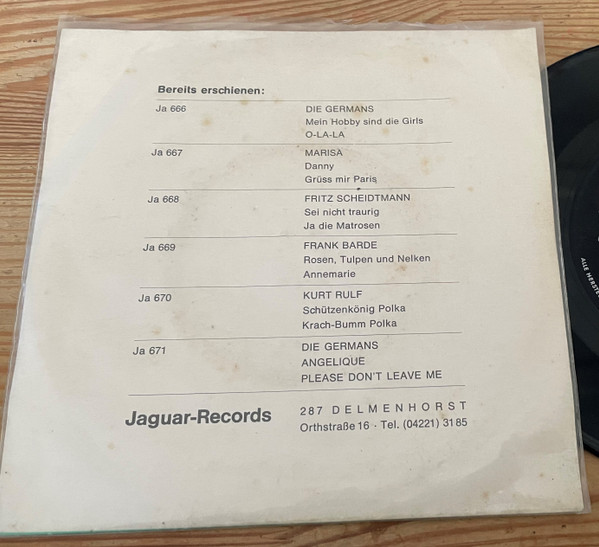 Bereits erschienen:
Ja 666 DIE GERMANS
Mein Hobby sind die Girls
O-LA-LA
Ja 667 MARISA
Danny
Grüss mir Paris
Ja 668 FRITZ SCHEIDTMANN
Sei nicht traurig
Ja die Matrosen
Ja 669 FRANK BARDE
Rosen, Tulpen und Nelken
Annemarie
Ja 670 KURT RULF
Schützenkönig Polka
Krach-Bumm Polka
Ja 671 DIE GERMANS
ANGELIQUE
PLEASE DON'T LEAVE ME
Jaguar-Records 287 DELMENHORST
Orthstraße 16 · Tel. (04221) 31 85
ALLE